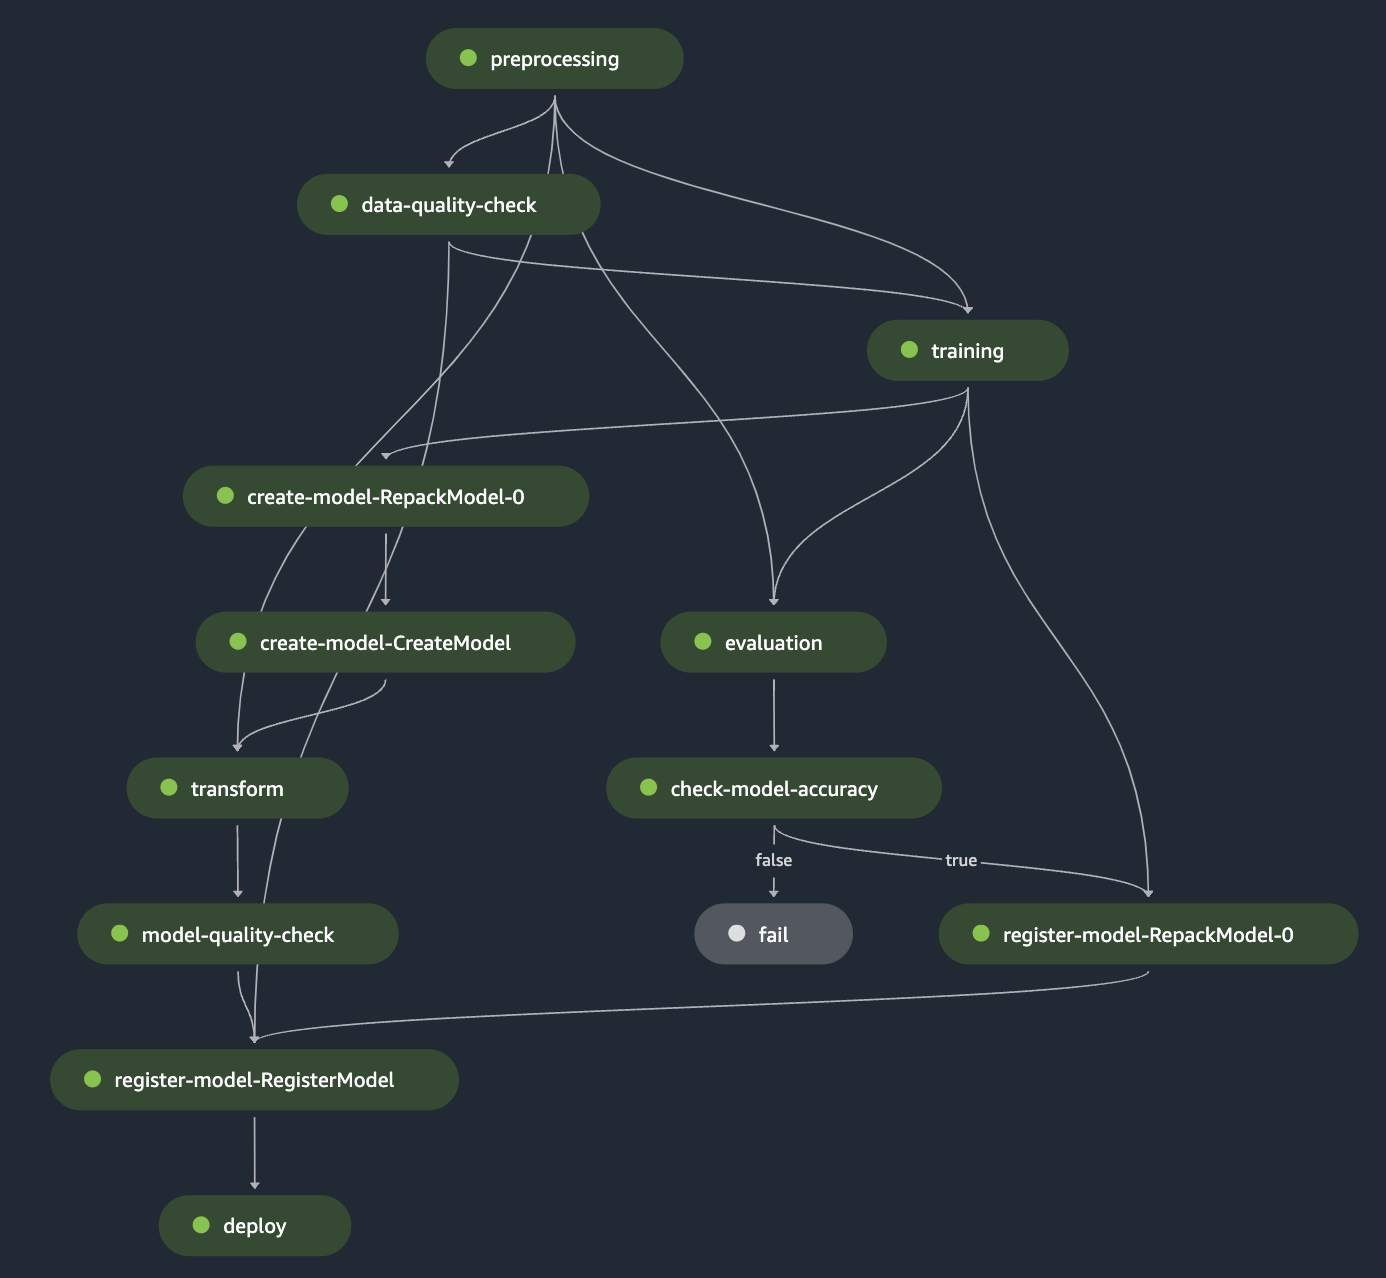 preprocessing
data-quality-check
training
create-model-RepackModel-0
create-model-CreateModel
evaluation
transform
check-model-accuracy
false
true
model-quality-check
fail
register-model-RepackModel-0
register-model-RegisterModel
deploy